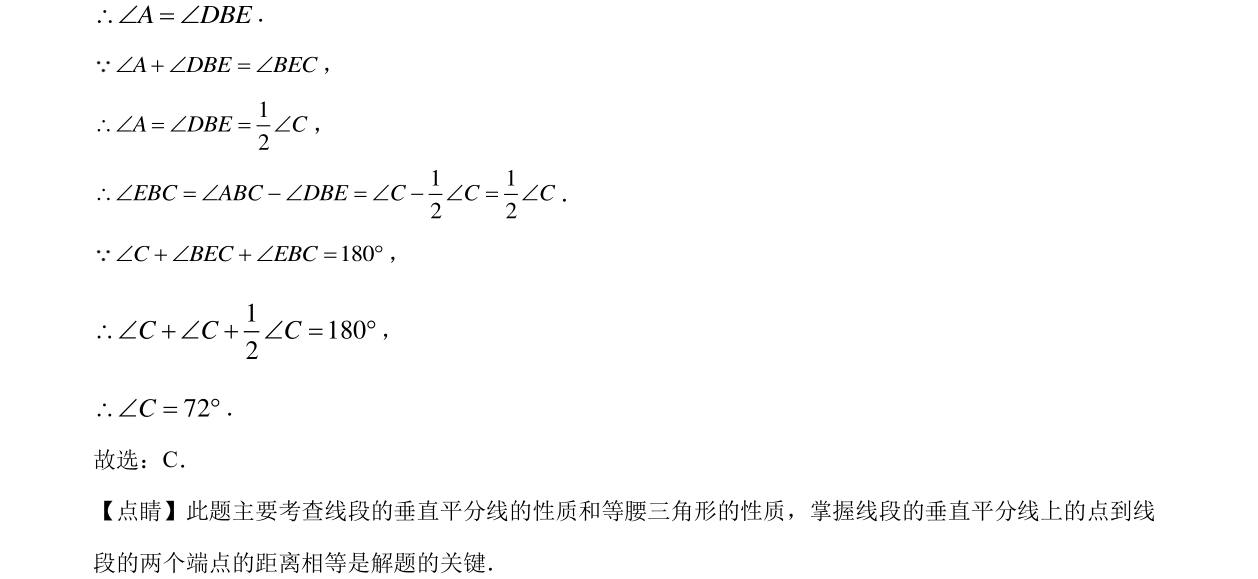 ∴∠A=∠DBE．
∵∠A+∠DBE=∠BEC，
∴∠A=∠DBE=\frac{1}{2}∠C，
∴∠EBC=∠ABC−∠DBE=∠C−\frac{1}{2}∠C=\frac{1}{2}∠C．
∵∠C+∠BEC+∠EBC=180°，
∴∠C+∠C+\frac{1}{2}∠C=180°，
∴∠C=72°．
故选：C．
【点睛】此题主要考查线段的垂直平分线的性质和等腰三角形的性质，掌握线段的垂直平分线上的点到线
段的两个端点的距离相等是解题的关键．